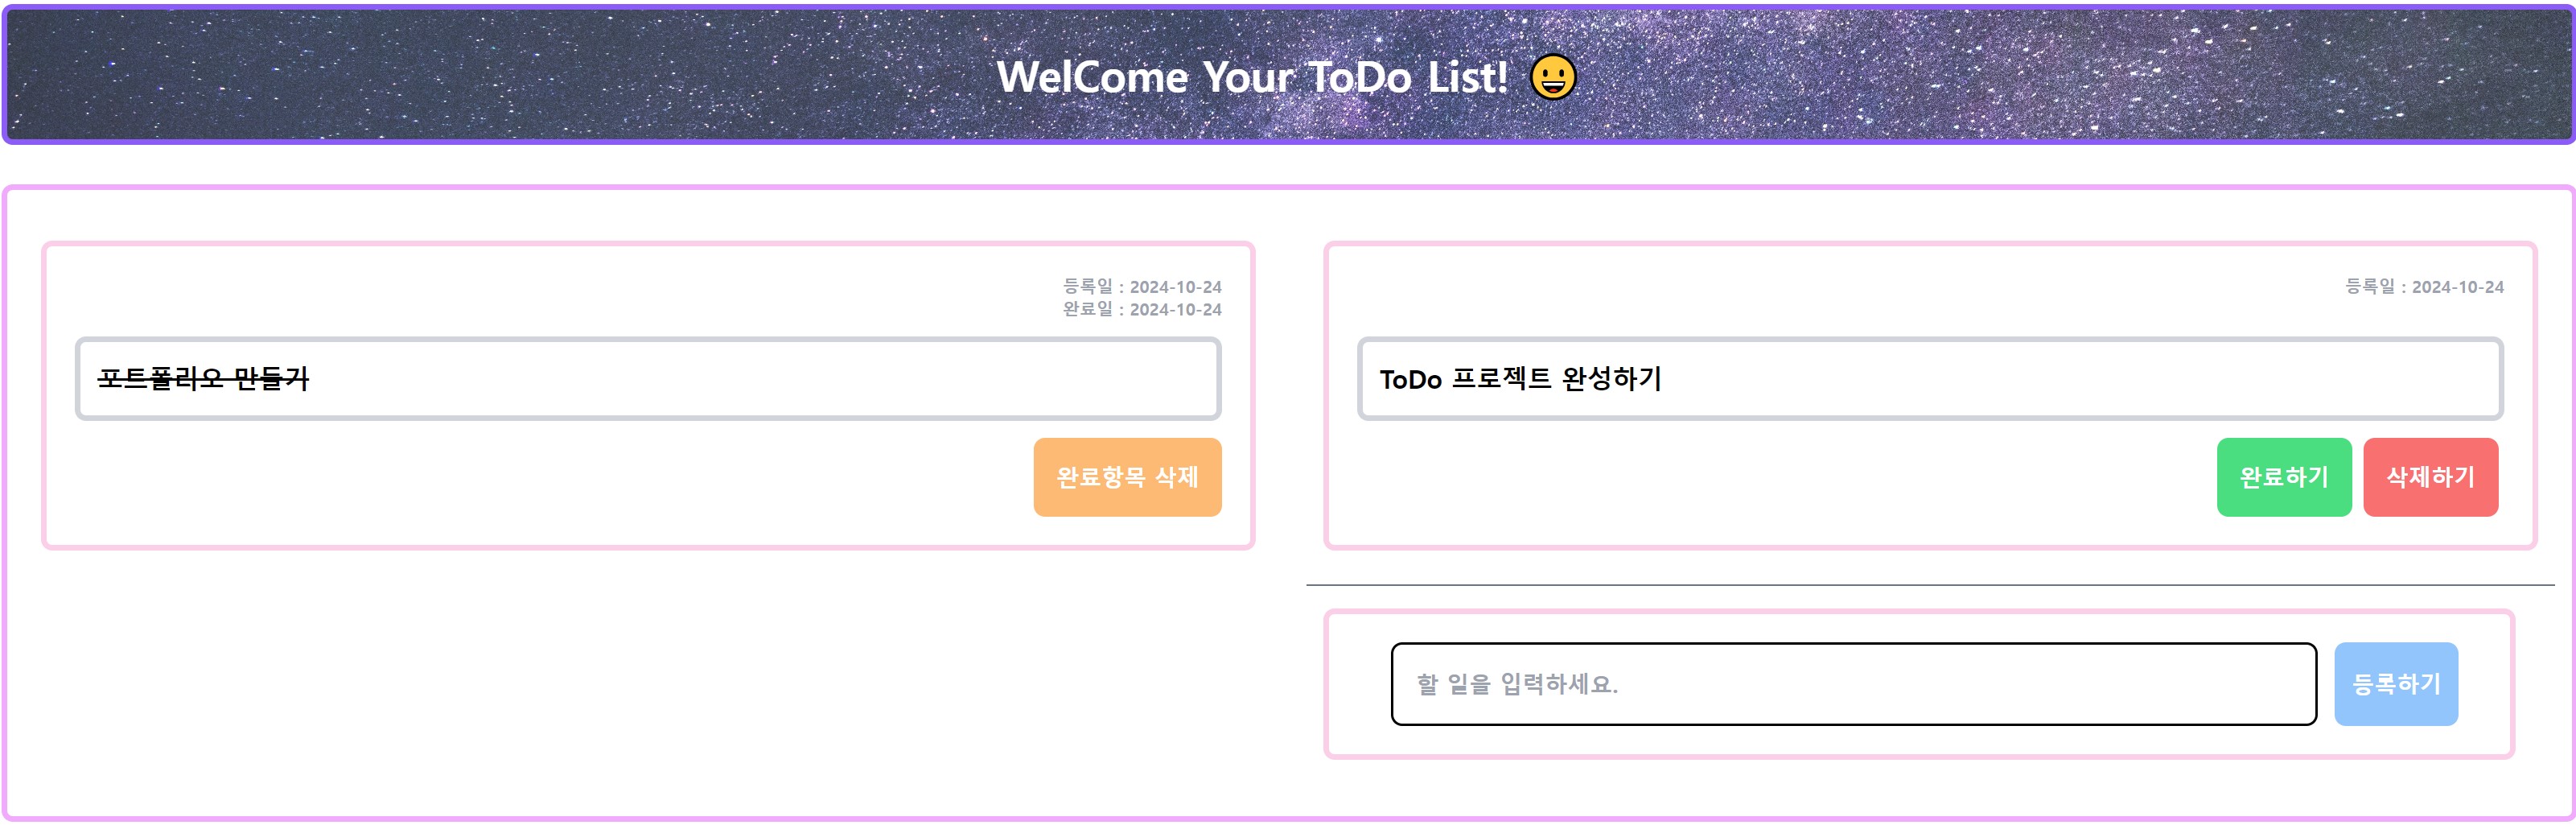 WelCome Your ToDo List! 😀
등록일 : 2024-10-24
완료일 : 2024-10-24
포트폴리오 만들기
완료항목 삭제
등록일 : 2024-10-24
ToDo 프로젝트 완성하기
완료하기 삭제하기
할 일을 입력하세요. 등록하기